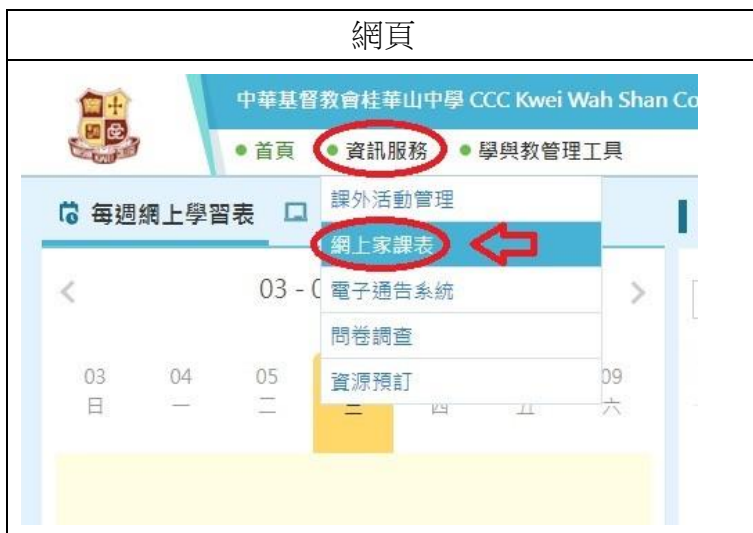 網頁
中華基督教會桂華山中學 CCC Kwei Wah Shan Co
首頁 資訊服務 學與教管理工具
每週網上學習表
課外活動管理
網上家課表
03 - 0
電子通告系統
問卷調查
資源預訂
03 04 05 09
日 一 二 三 四 五 六